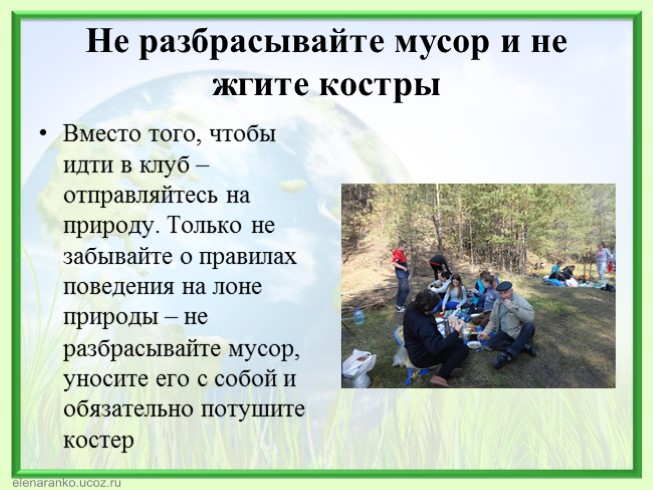 Не разбрасывайте мусор и не
жгите костры
• Вместо того, чтобы
идти в клуб –
отправляйтесь на
природу. Только не
забывайте о правилах
поведения на лоне
природы – не
разбрасывайте мусор,
уносите его с собой и
обязательно потушите
костер
elenaranko.ucoz.ru